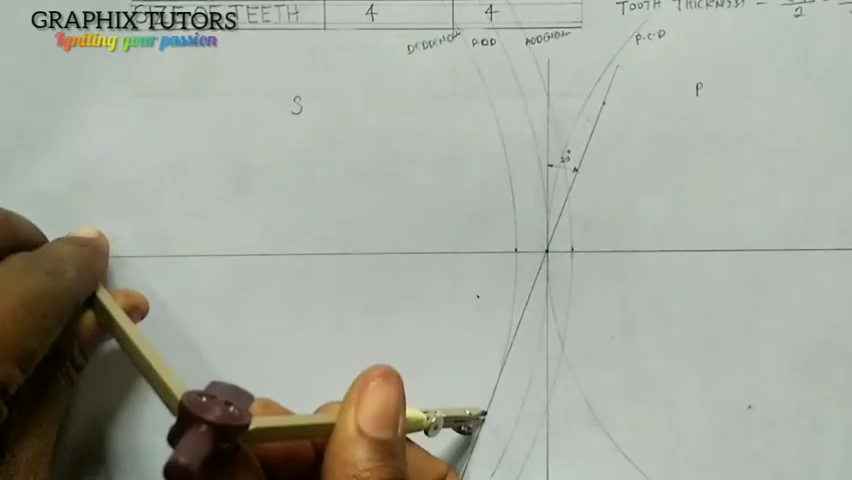 GRAPHIX TUTORS
Igniting your passion
SIZE OF TEETH 4 4
TOOTH THICKNESS =
2
DEDDENDUM PCD ADDENDUM P.C.D
S
P
20°